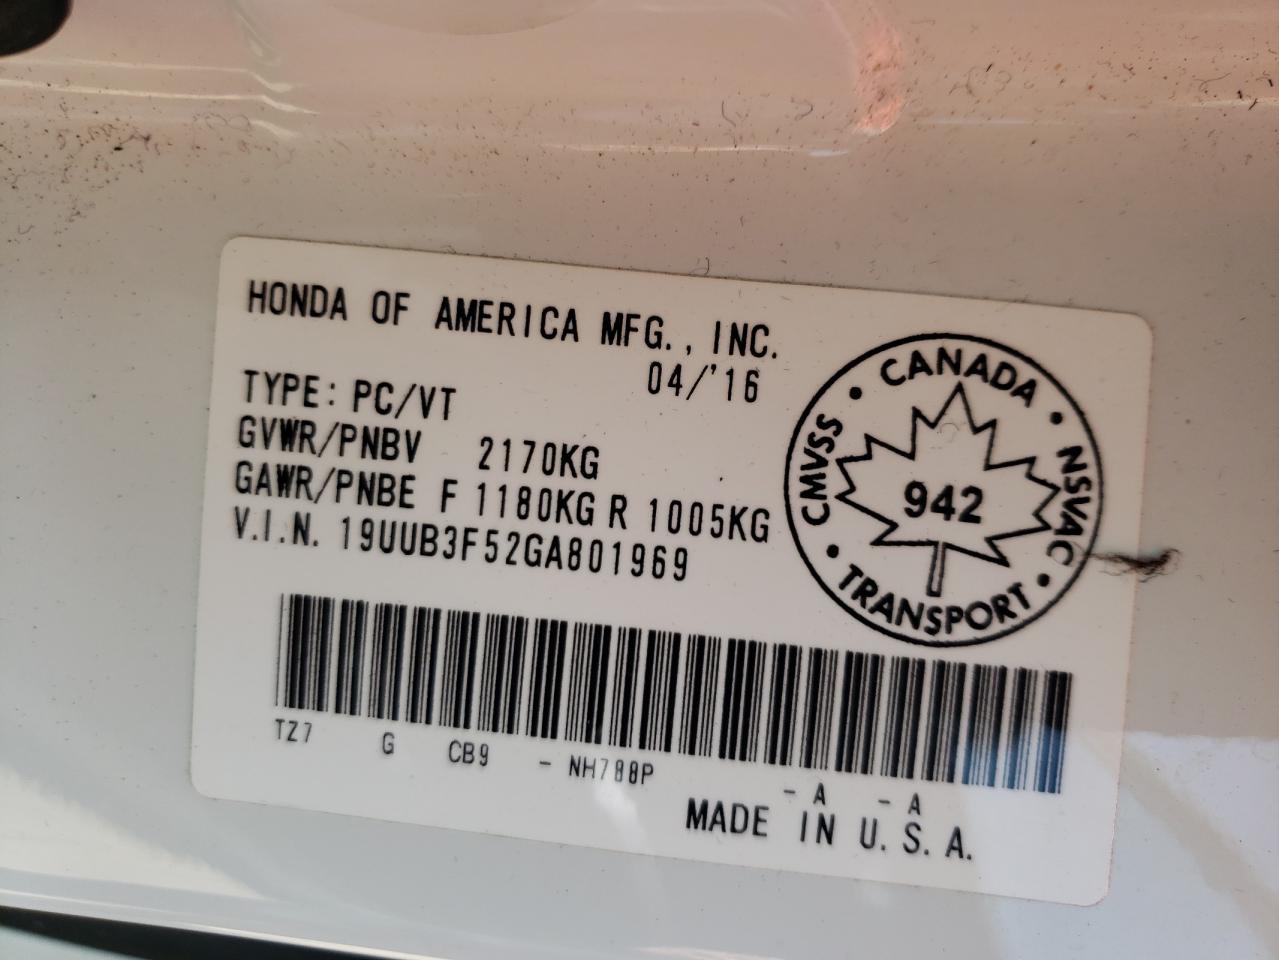 HONDA OF AMERICA MFG., INC.
04/'16
TYPE: PC/VT
GVWR/PNBV 2170KG
GAWR/PNBE F 1180KG R 1005KG
V.I.N. 19UUB3F52GA801969
CANADA
NSVAC
TRANSPORT
CMVSS
942
TZ7 G CB9 - NH788P - A - A
MADE IN U.S.A.